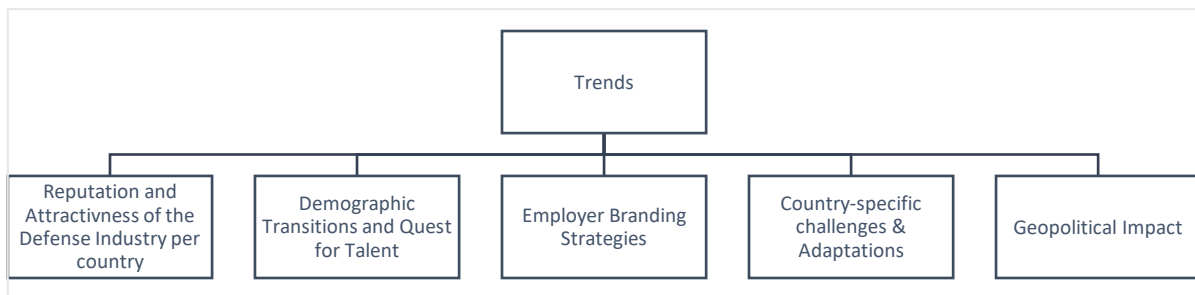 Trends
Reputation and
Attractivness of the
Defense Industry per
country
Demographic
Transitions and Quest
for Talent
Employer Branding
Strategies
Country-specific
challenges &
Adaptations
Geopolitical Impact